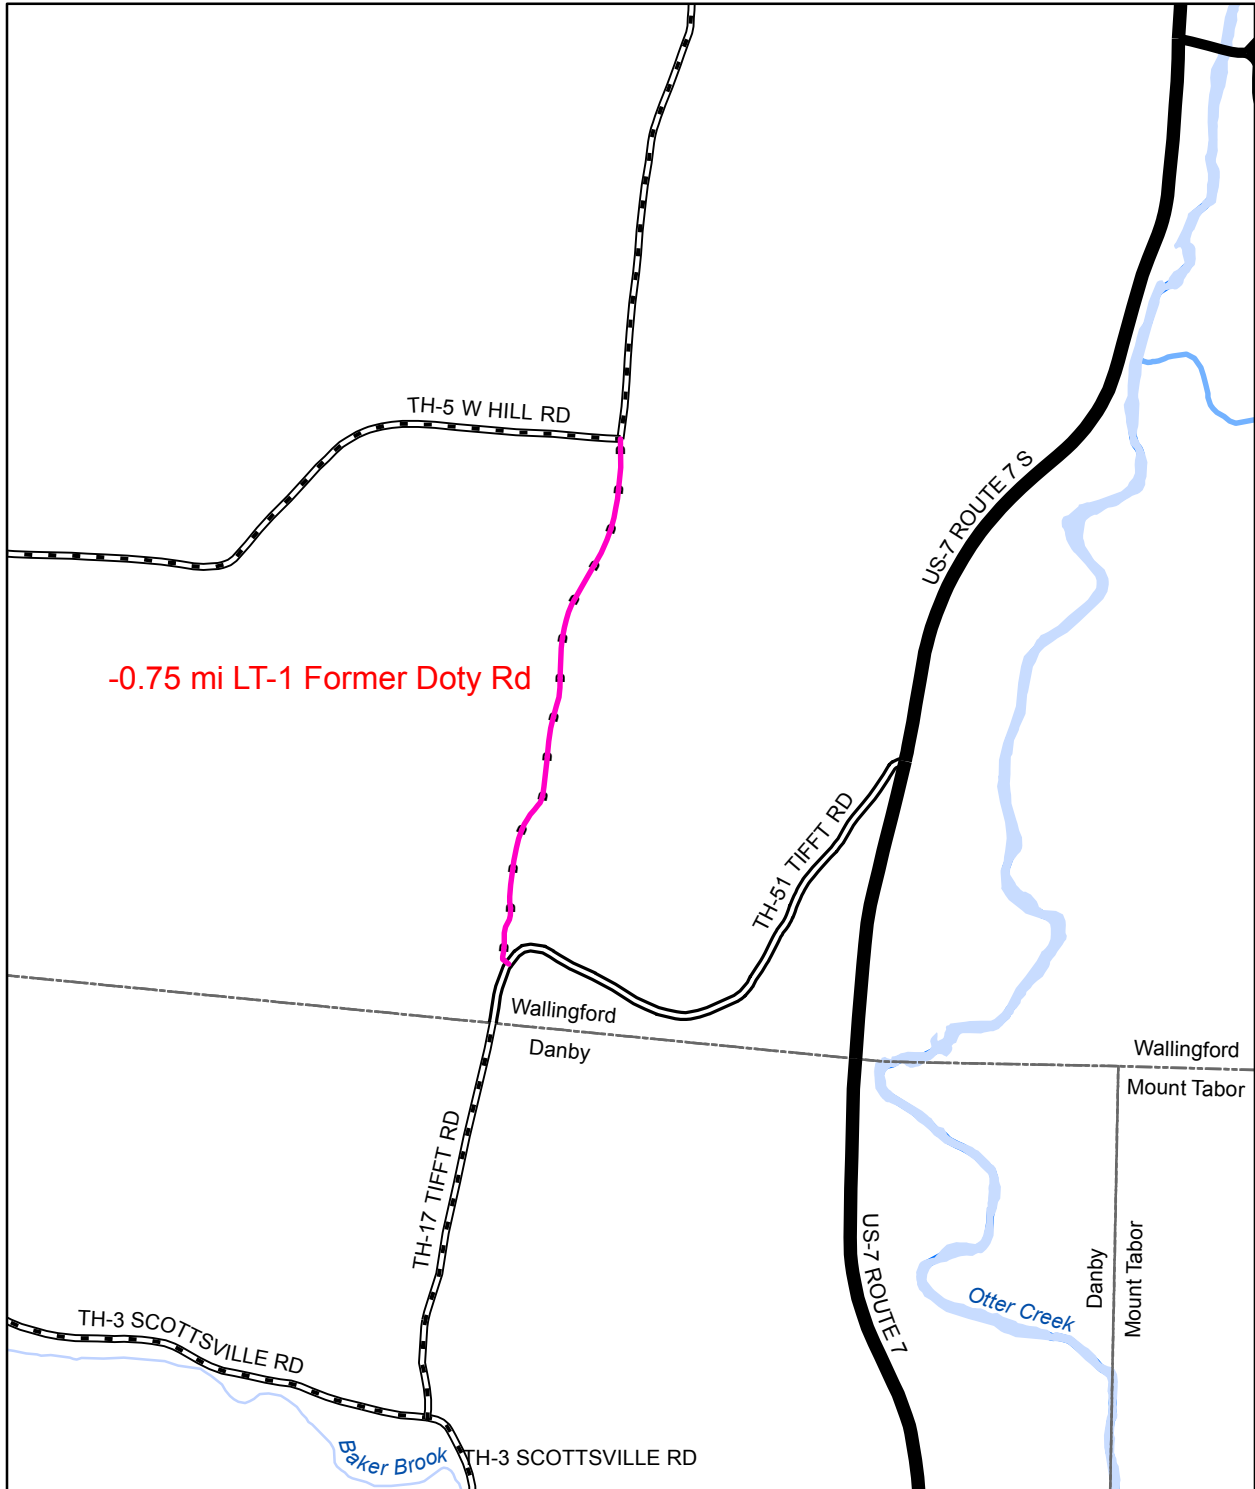 TH-5 W HILL RD
US-7 ROUTE 7 S
-0.75 mi LT-1 Former Doty Rd
TH-51 TIFFT RD
Wallingford
Danby
Wallingford
Mount Tabor
TH-17 TIFFT RD
US-7 ROUTE 7
Danby
Mount Tabor
Otter Creek
TH-3 SCOTTSVILLE RD
Baker Brook
TH-3 SCOTTSVILLE RD